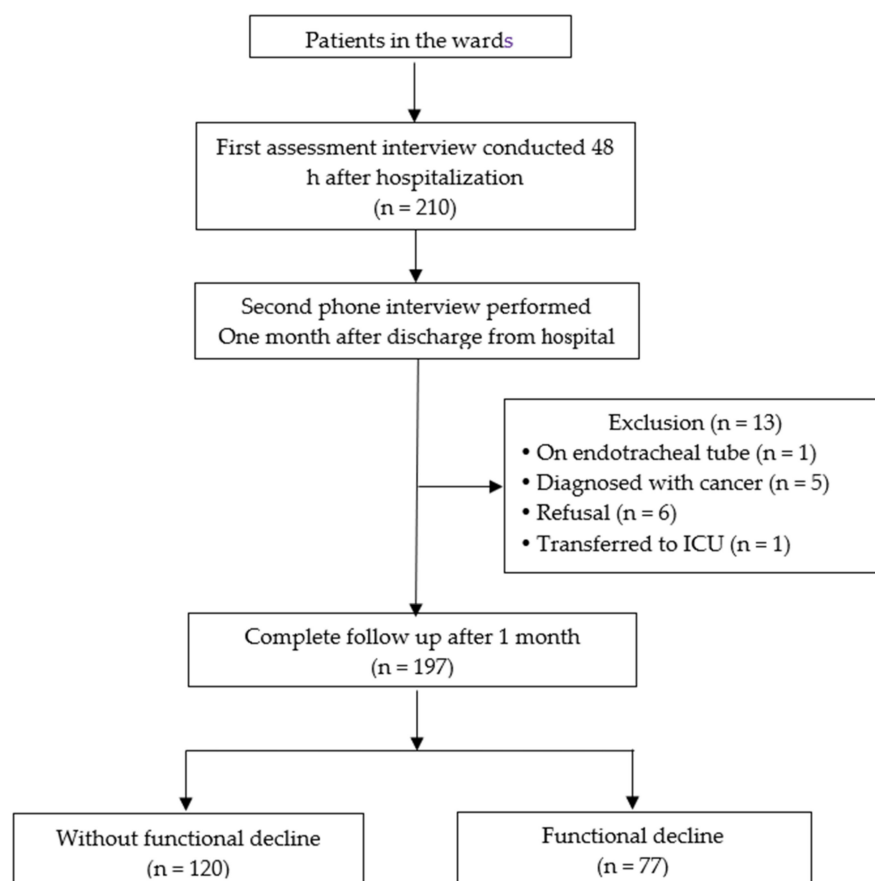 Patients in the wards
First assessment interview conducted 48
h after hospitalization
(n = 210)
Second phone interview performed
One month after discharge from hospital
Exclusion (n = 13)
• On endotracheal tube (n = 1)
• Diagnosed with cancer (n = 5)
• Refusal (n = 6)
• Transferred to ICU (n = 1)
Complete follow up after 1 month
(n = 197)
Without functional decline
(n = 120)
Functional decline
(n = 77)